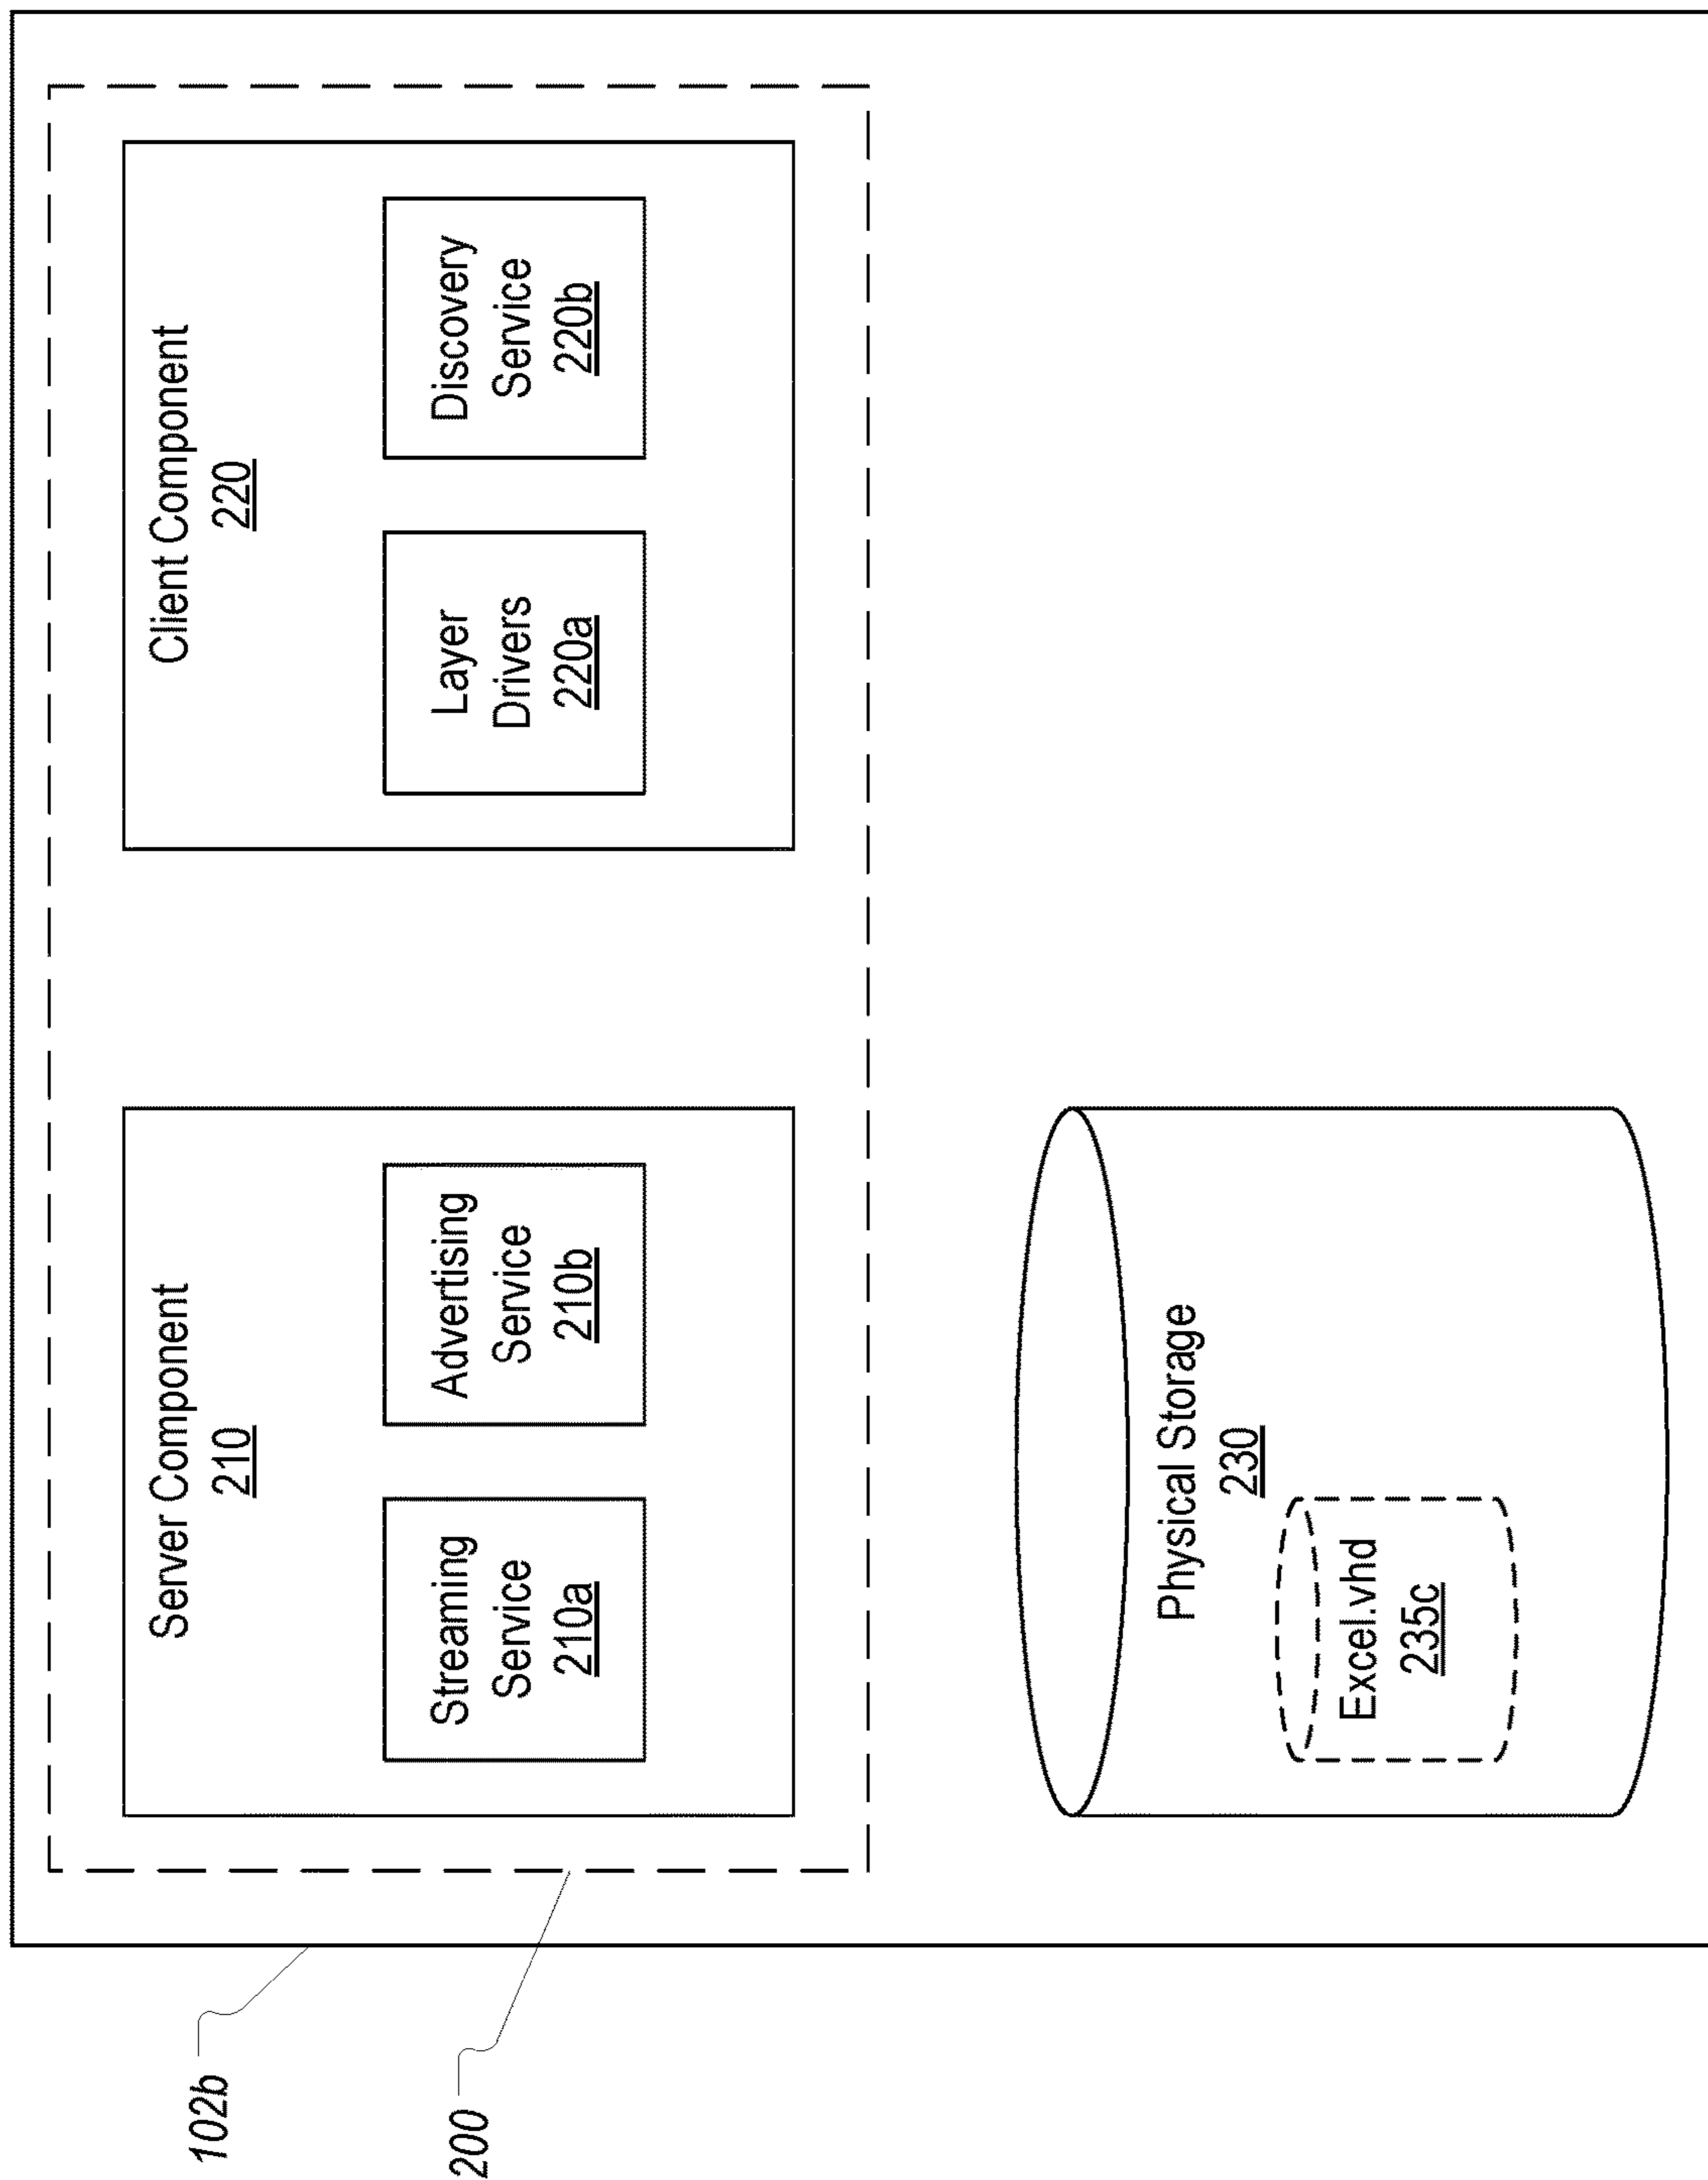 102b
200
Server Component
210
Streaming
Service
210a
Advertising
Service
210b
Client Component
220
Layer
Drivers
220a
Discovery
Service
220b
Physical Storage
230
Excel.vhd
235c